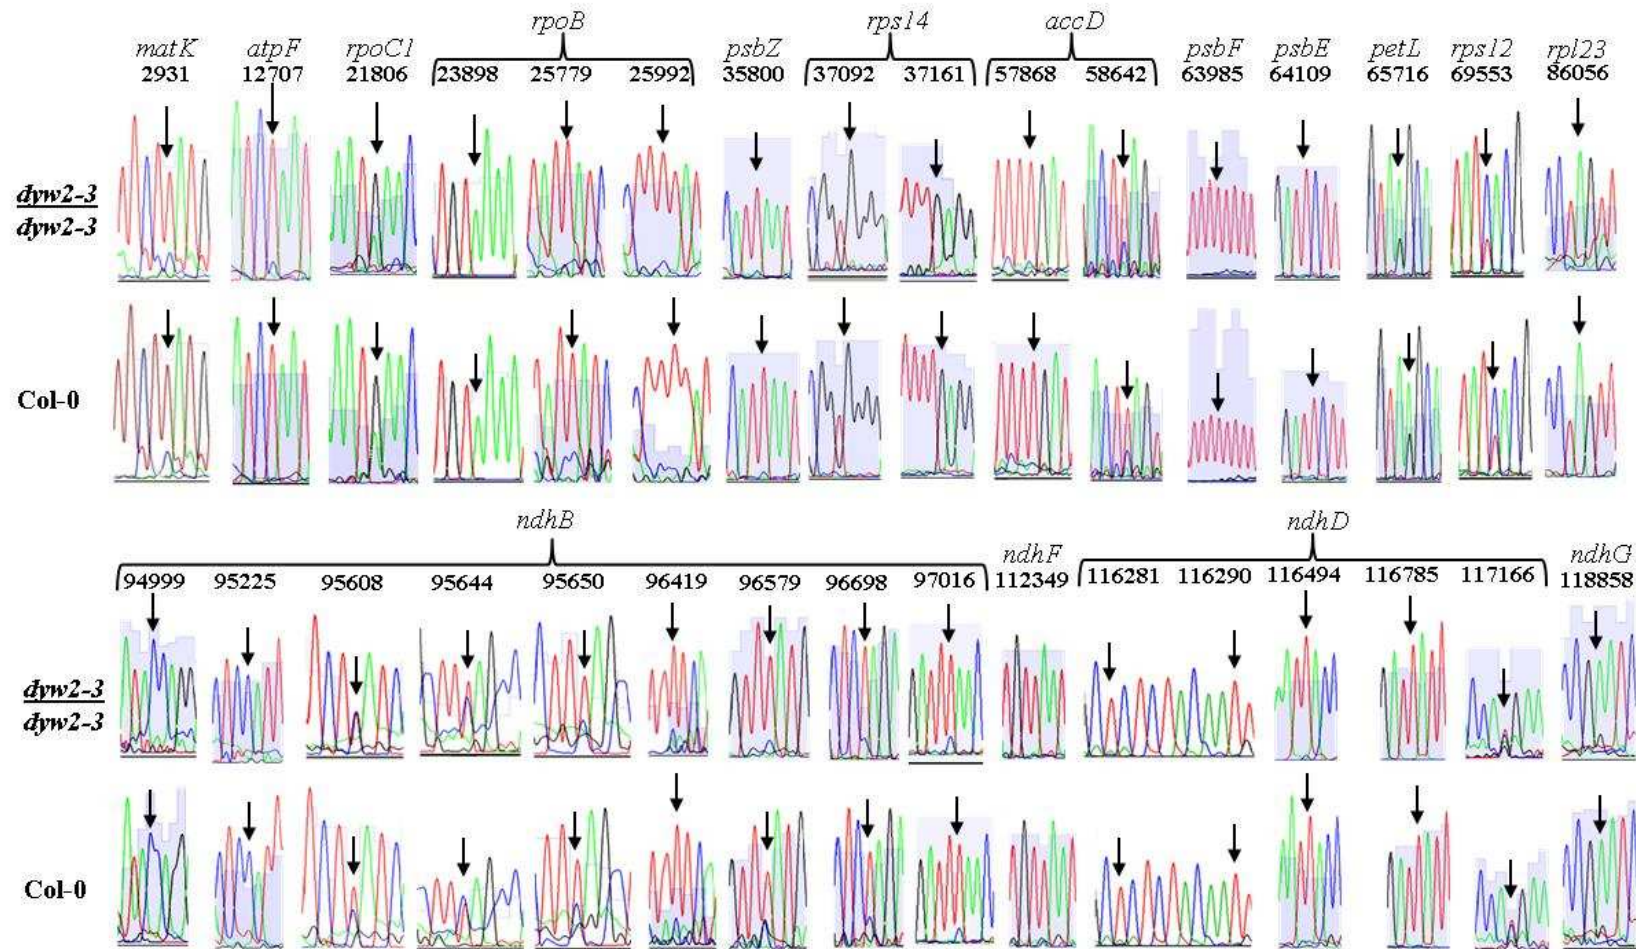 rpoB rps14 accD
matK atpF rpoC1 psbZ psbF psbE petL rps12 rpl23
2931 12707 21806 23898 25779 25992 35800 37092 37161 57868 58642 63985 64109 65716 69553 86056
dyw2-3
dyw2-3
Col-0
ndhB ndhD
ndhF ndhG
94999 95225 95608 95644 95650 96419 96579 96698 97016 112349 116281 116290 116494 116785 117166 118858
dyw2-3
dyw2-3
Col-0